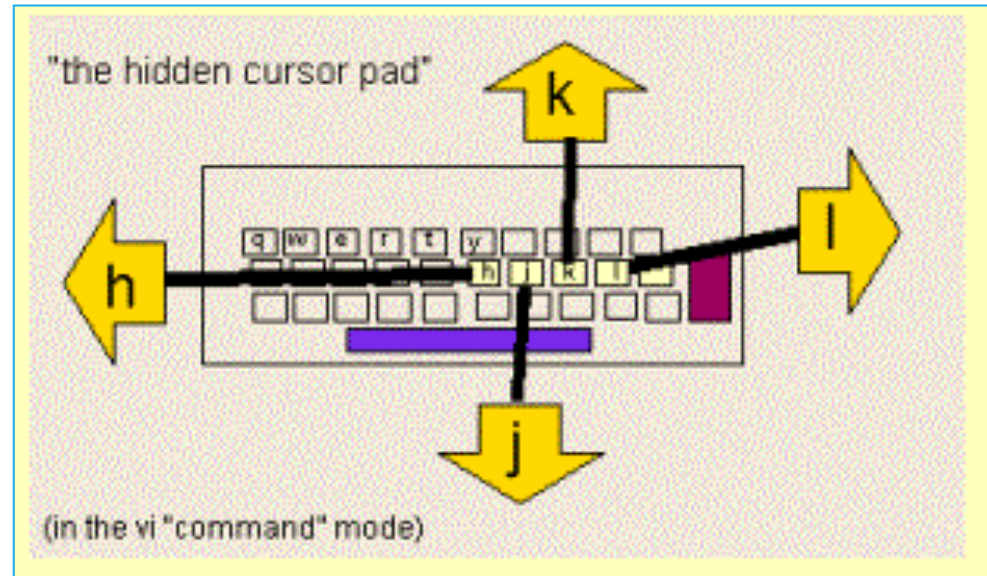 "the hidden cursor pad"
k
l
q w e r t y
h
h j k l
j
(in the vi "command" mode)